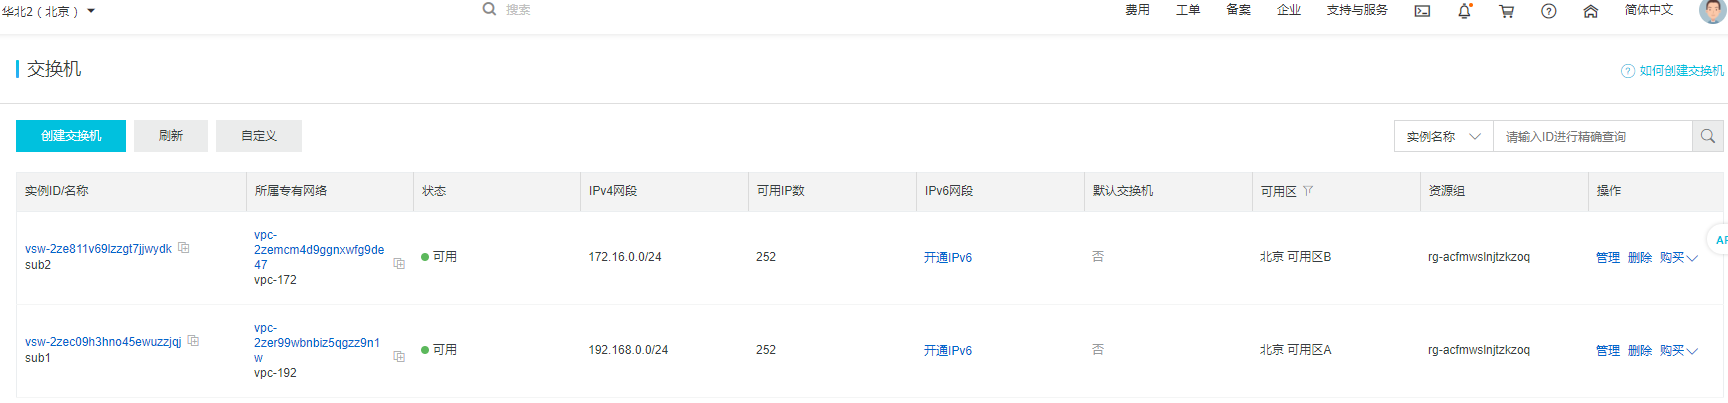 华北2（北京）
搜索
费用 工单 备案 企业 支持与服务 简体中文
交换机
如何创建交换机
创建交换机 刷新 自定义
实例名称 请输入ID进行精确查询
实例ID/名称 所属专有网络 状态 IPv4网段 可用IP数 IPv6网段 默认交换机 可用区 资源组 操作
vsw-2ze811v69lzzgt7jjwydk
sub2
vpc-
2zemcm4d9ggnxwfg9de
47
vpc-172
可用 172.16.0.0/24 252 开通IPv6 否 北京 可用区B rg-acfmwslnjtzkzoq 管理 删除 购买
vsw-2zec09h3hno45ewuzzjqj
sub1
vpc-
2zer99wbnbiz5qgzz9n1
w
vpc-192
可用 192.168.0.0/24 252 开通IPv6 否 北京 可用区A rg-acfmwslnjtzkzoq 管理 删除 购买